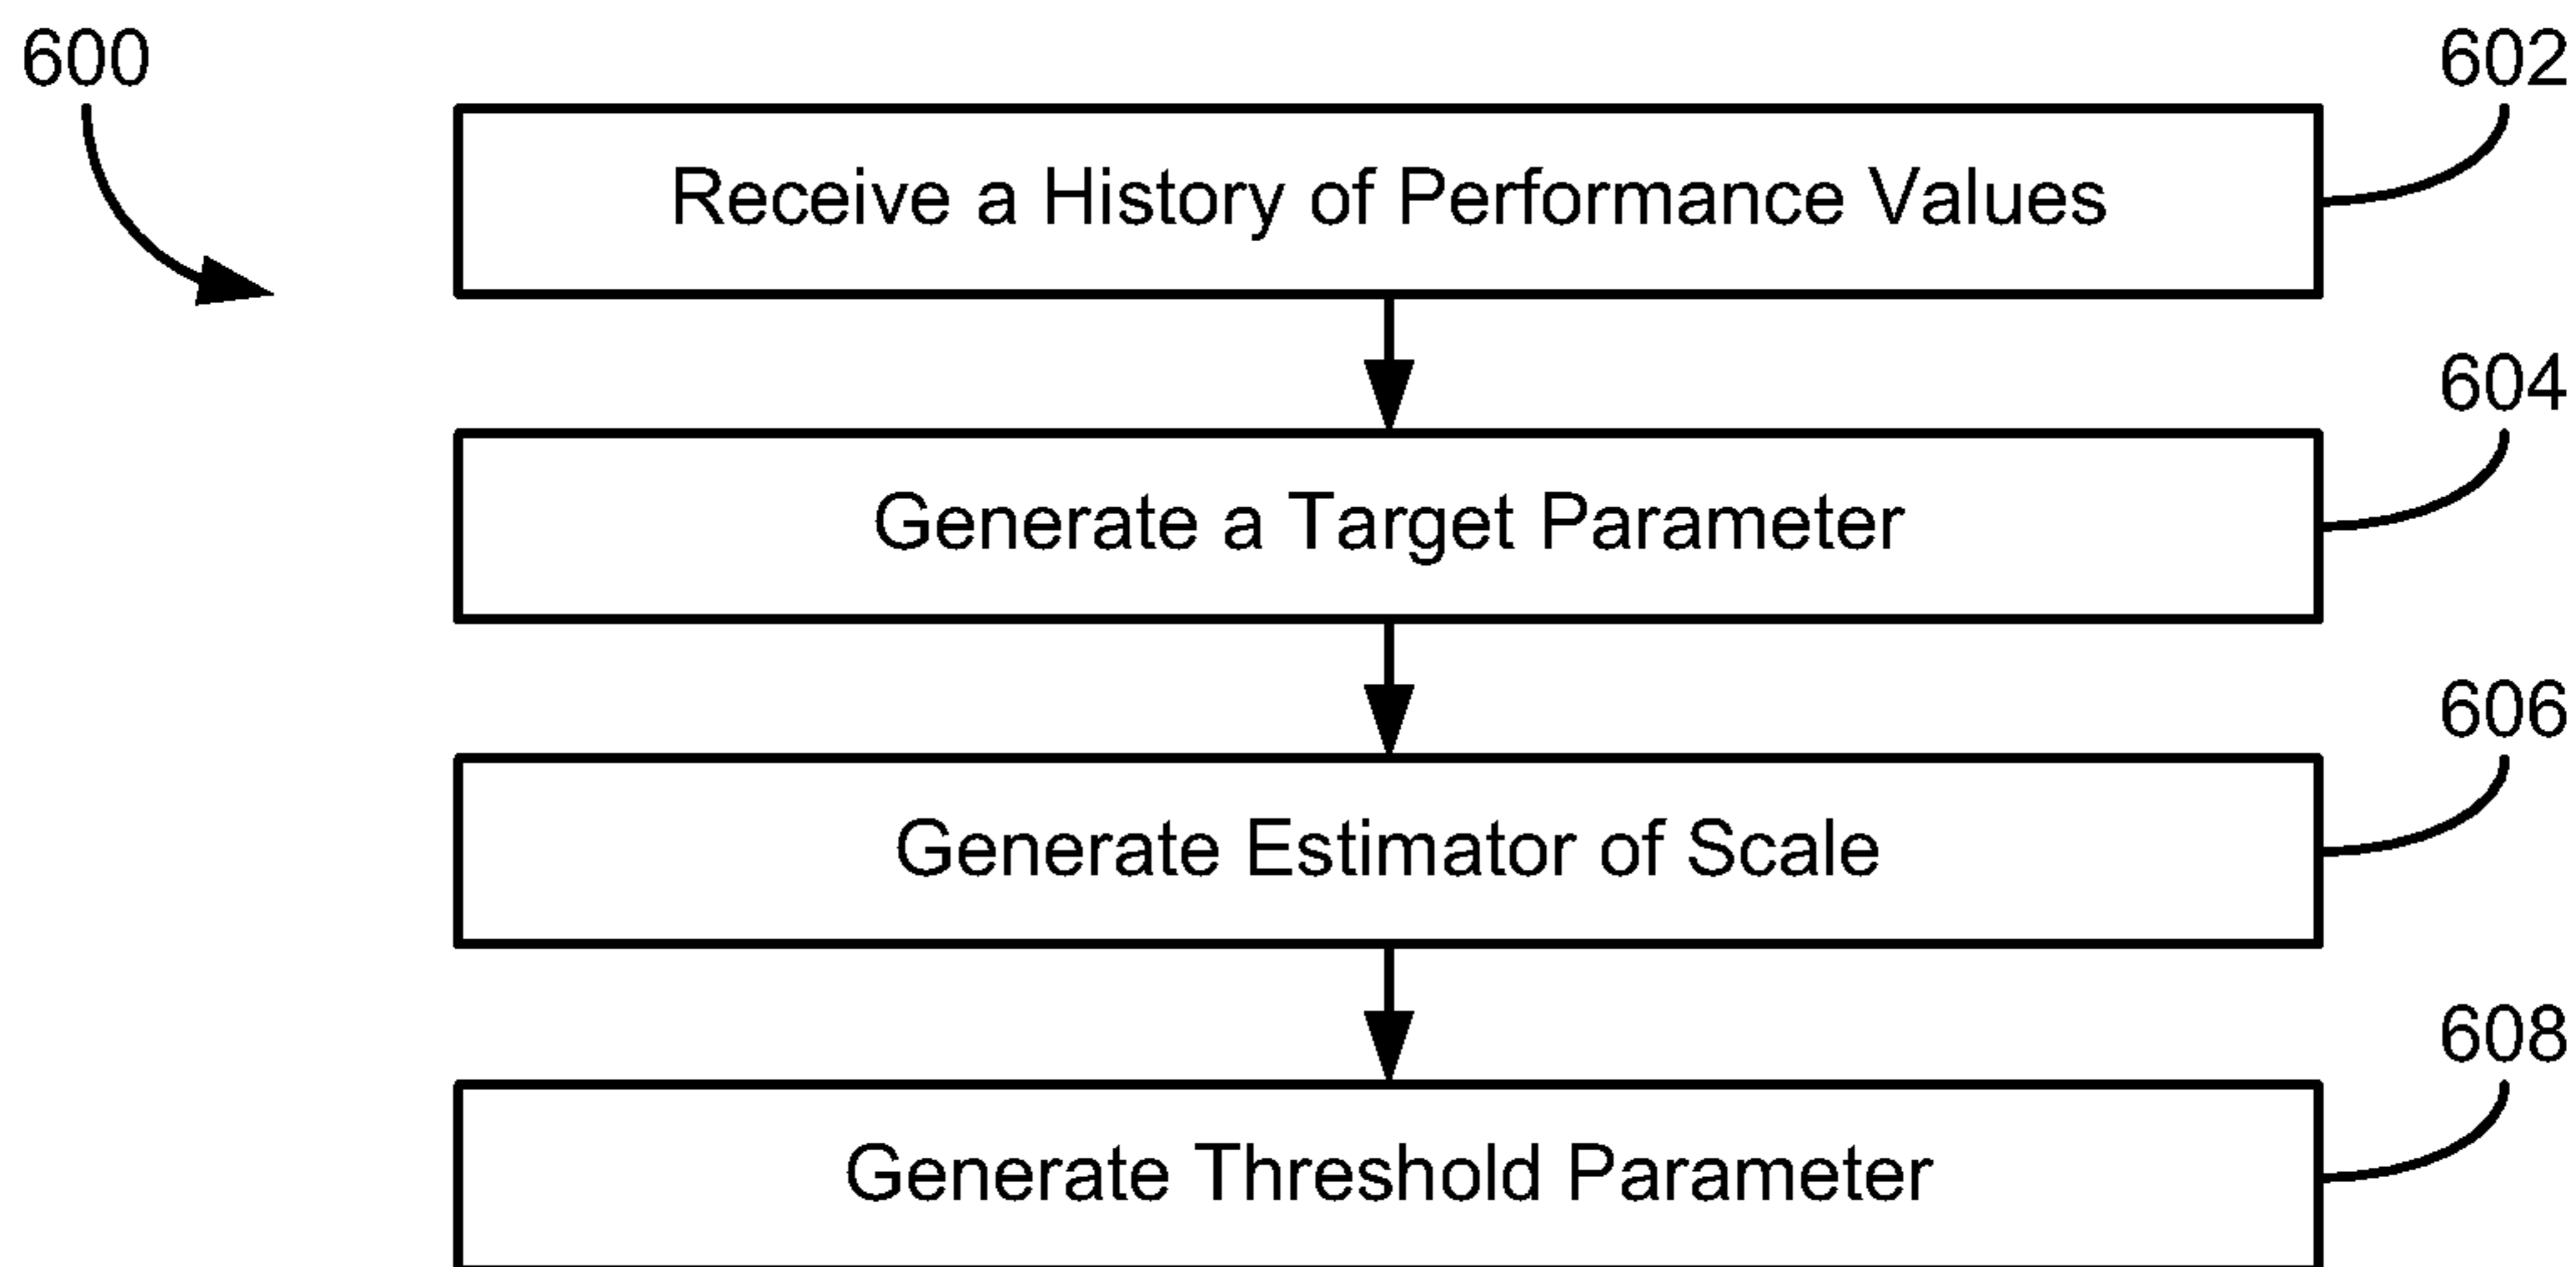 600
602
Receive a History of Performance Values
604
Generate a Target Parameter
606
Generate Estimator of Scale
608
Generate Threshold Parameter